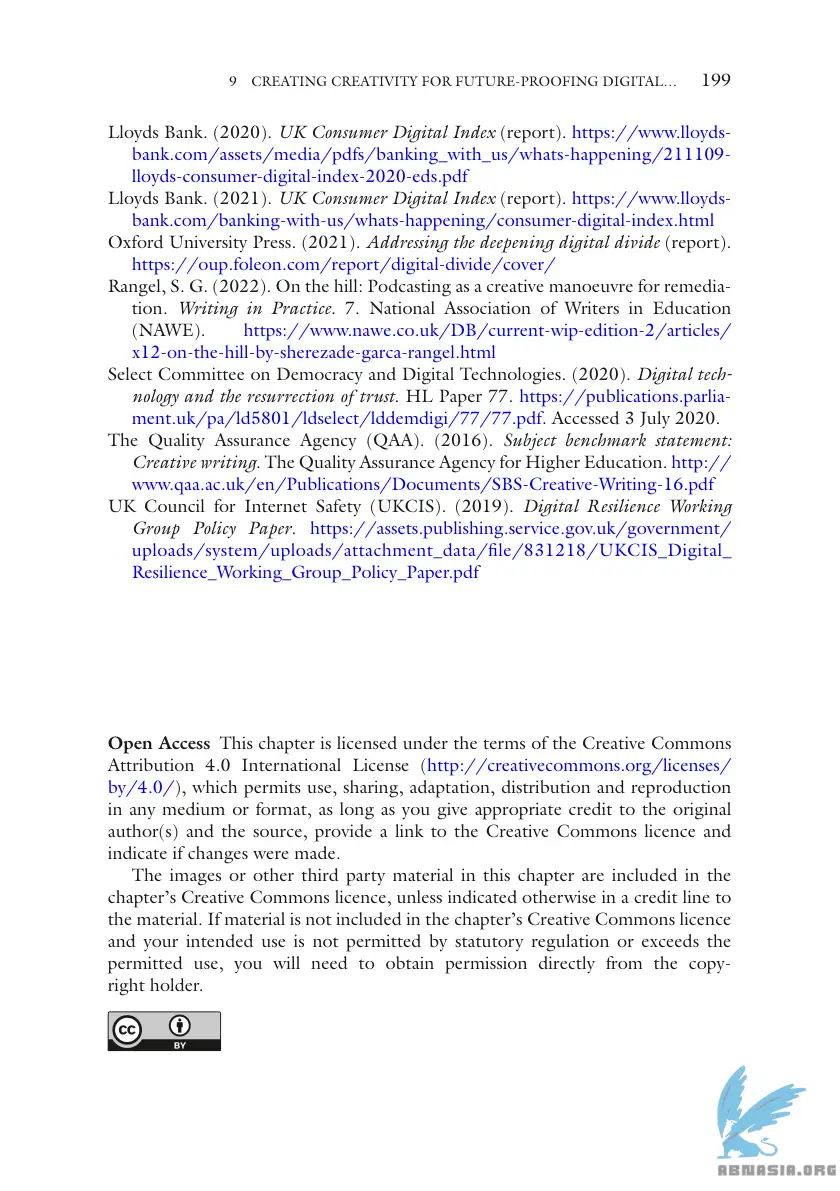 9 CREATING CREATIVITY FOR FUTURE-PROOFING DIGITAL… 199
Lloyds Bank. (2020). UK Consumer Digital Index (report). https://www.lloyds-
bank.com/assets/media/pdfs/banking_with_us/whats-happening/211109-
lloyds-consumer-digital-index-2020-eds.pdf
Lloyds Bank. (2021). UK Consumer Digital Index (report). https://www.lloyds-
bank.com/banking-with-us/whats-happening/consumer-digital-index.html
Oxford University Press. (2021). Addressing the deepening digital divide (report).
https://oup.foleon.com/report/digital-divide/cover/
Rangel, S. G. (2022). On the hill: Podcasting as a creative manoeuvre for remedia-
tion. Writing in Practice. 7. National Association of Writers in Education
(NAWE). https://www.nawe.co.uk/DB/current-wip-edition-2/articles/
x12-on-the-hill-by-sherezade-garca-rangel.html
Select Committee on Democracy and Digital Technologies. (2020). Digital tech-
nology and the resurrection of trust. HL Paper 77. https://publications.parlia-
ment.uk/pa/ld5801/ldselect/lddemdigi/77/77.pdf. Accessed 3 July 2020.
The Quality Assurance Agency (QAA). (2016). Subject benchmark statement:
Creative writing. The Quality Assurance Agency for Higher Education. http://
www.qaa.ac.uk/en/Publications/Documents/SBS-Creative-Writing-16.pdf
UK Council for Internet Safety (UKCIS). (2019). Digital Resilience Working
Group Policy Paper. https://assets.publishing.service.gov.uk/government/
uploads/system/uploads/attachment_data/file/831218/UKCIS_Digital_
Resilience_Working_Group_Policy_Paper.pdf
Open Access This chapter is licensed under the terms of the Creative Commons
Attribution 4.0 International License (http://creativecommons.org/licenses/
by/4.0/), which permits use, sharing, adaptation, distribution and reproduction
in any medium or format, as long as you give appropriate credit to the original
author(s) and the source, provide a link to the Creative Commons licence and
indicate if changes were made.
The images or other third party material in this chapter are included in the
chapter's Creative Commons licence, unless indicated otherwise in a credit line to
the material. If material is not included in the chapter's Creative Commons licence
and your intended use is not permitted by statutory regulation or exceeds the
permitted use, you will need to obtain permission directly from the copy-
right holder.
CC
BY
ABNASIA.ORG